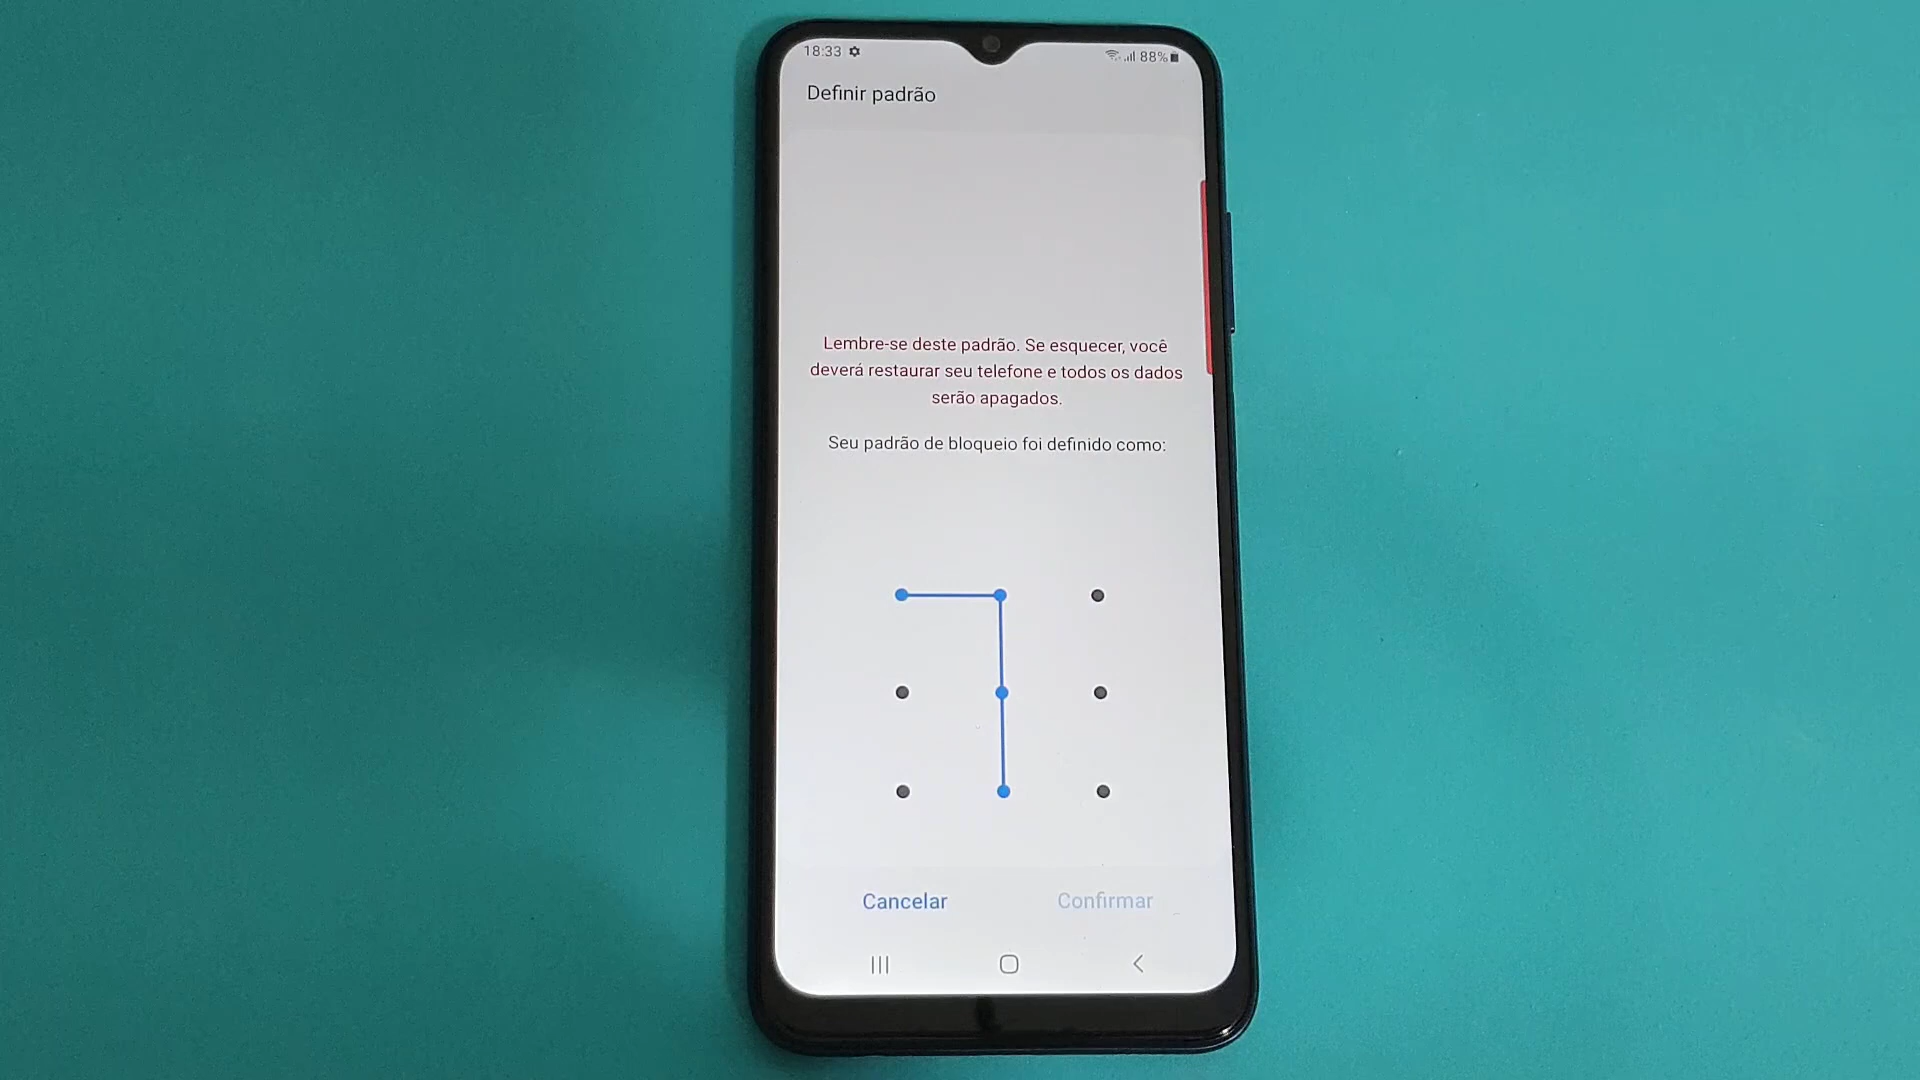 18:33
88%
Definir padrão
Lembre-se deste padrão. Se esquecer, você
deverá restaurar seu telefone e todos os dados
serão apagados.
Seu padrão de bloqueio foi definido como:
Cancelar
Confirmar